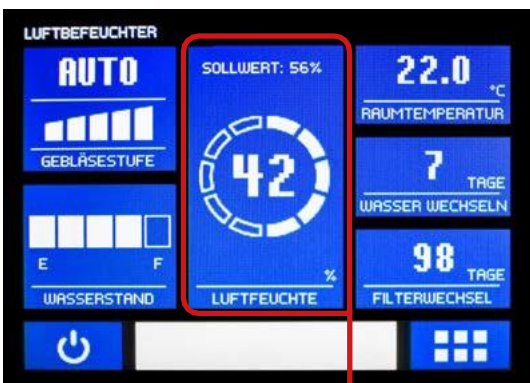 LUFTBEFEUCHTER
AUTO
GEBLÄSESTUFE
E F
WASSERSTAND
SOLLWERT: 56%
42
%
LUFTFEUCHTE
22.0
°C
RAUMTEMPERATUR
7
TAGE
WASSER WECHSELN
98
TAGE
FILTERWECHSEL